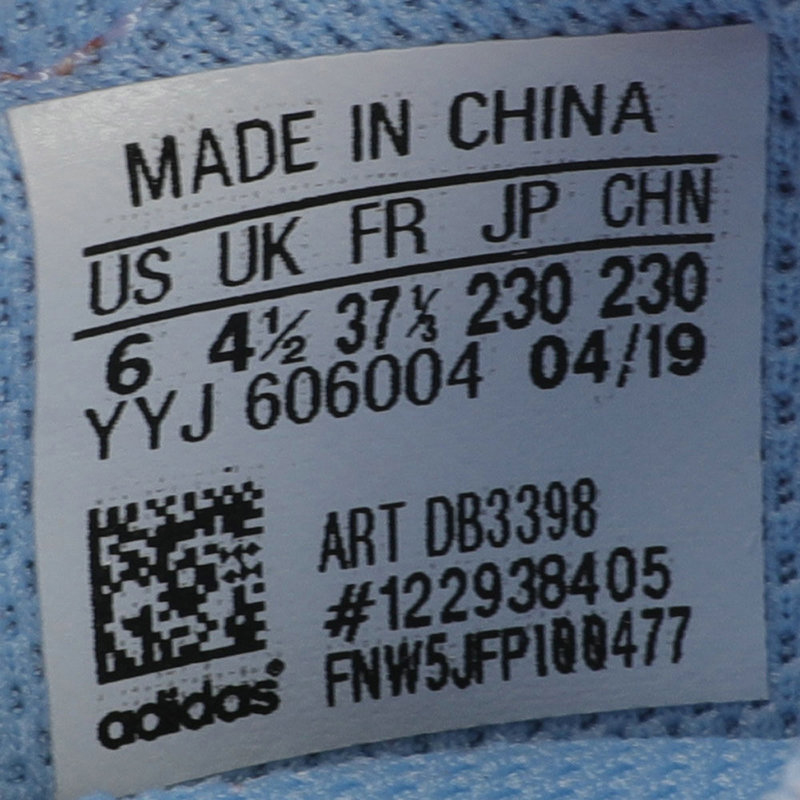 MADE IN CHINA
US UK FR JP CHN
6 4½ 37⅓ 230 230
YYJ 606004 04/19
ART DB3398
#122938405
FNW5JFP100477
adidas®